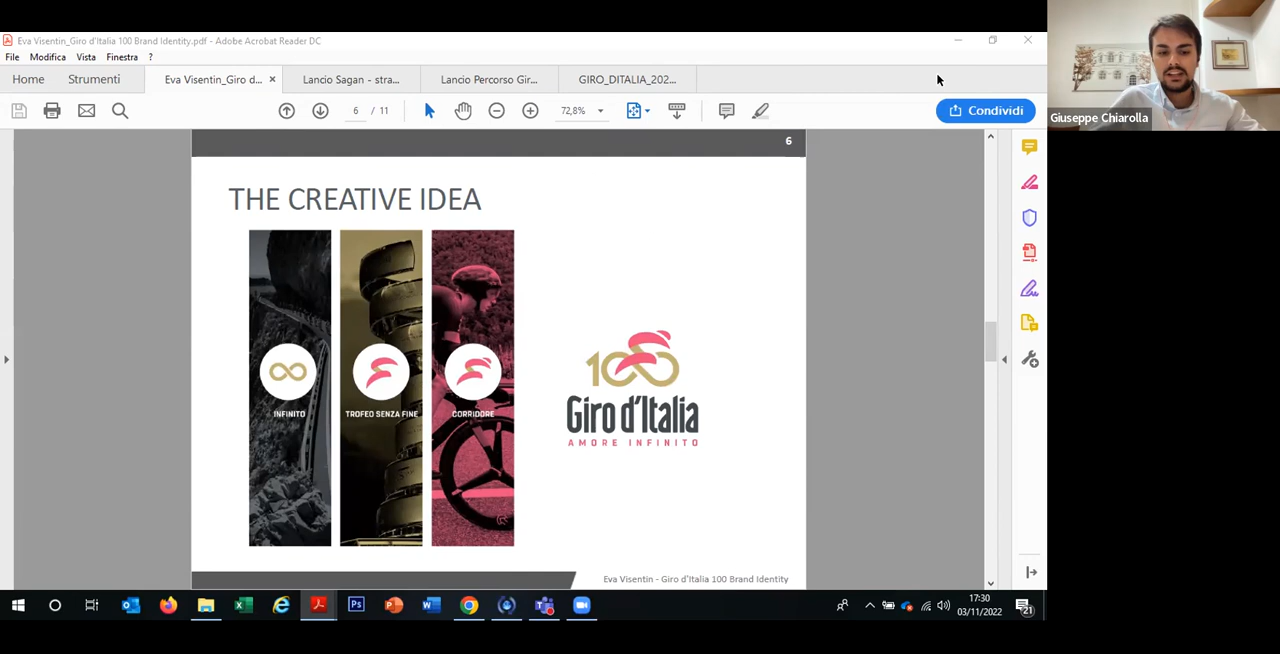 Eva Visentin_Giro d'Italia 100 Brand Identity.pdf - Adobe Acrobat Reader DC
File Modifica Vista Finestra ?
Home Strumenti Eva Visentin_Giro d... × Lancio Sagan - stra... Lancio Percorso Gir... GIRO_DITALIA_202...
6 / 11 72,8% Condividi
Giuseppe Chiarolla
6
THE CREATIVE IDEA
INFINITO
TROFEO SENZA FINE
CORRIDORE
100
Giro d'Italia
AMORE INFINITO
Eva Visentin - Giro d'Italia 100 Brand Identity
17:30
03/11/2022
21